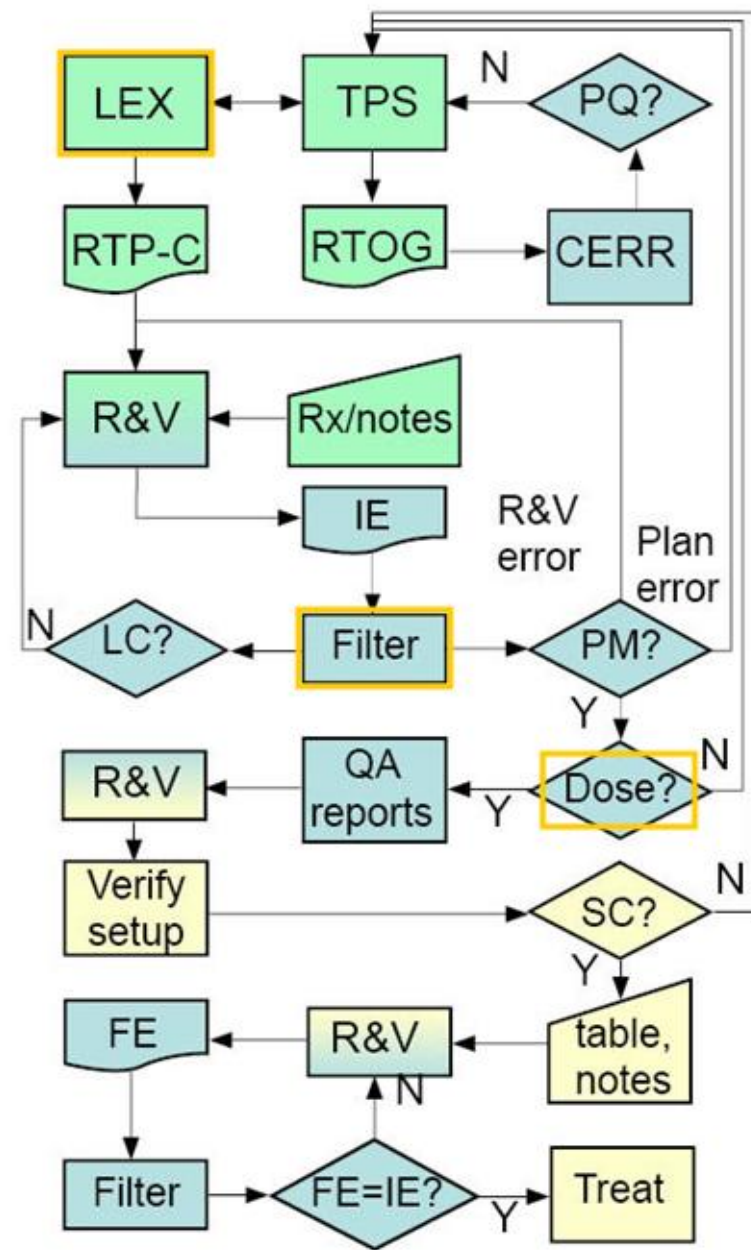 LEX
TPS
N
PQ?
RTP-C
RTOG
CERR
R&V
Rx/notes
IE
R&V
error
Plan
error
N
LC?
Filter
PM?
Y
R&V
QA
reports
Y
Dose?
N
Verify
setup
SC?
N
Y
FE
R&V
table,
notes
N
Filter
FE=IE?
Y
Treat